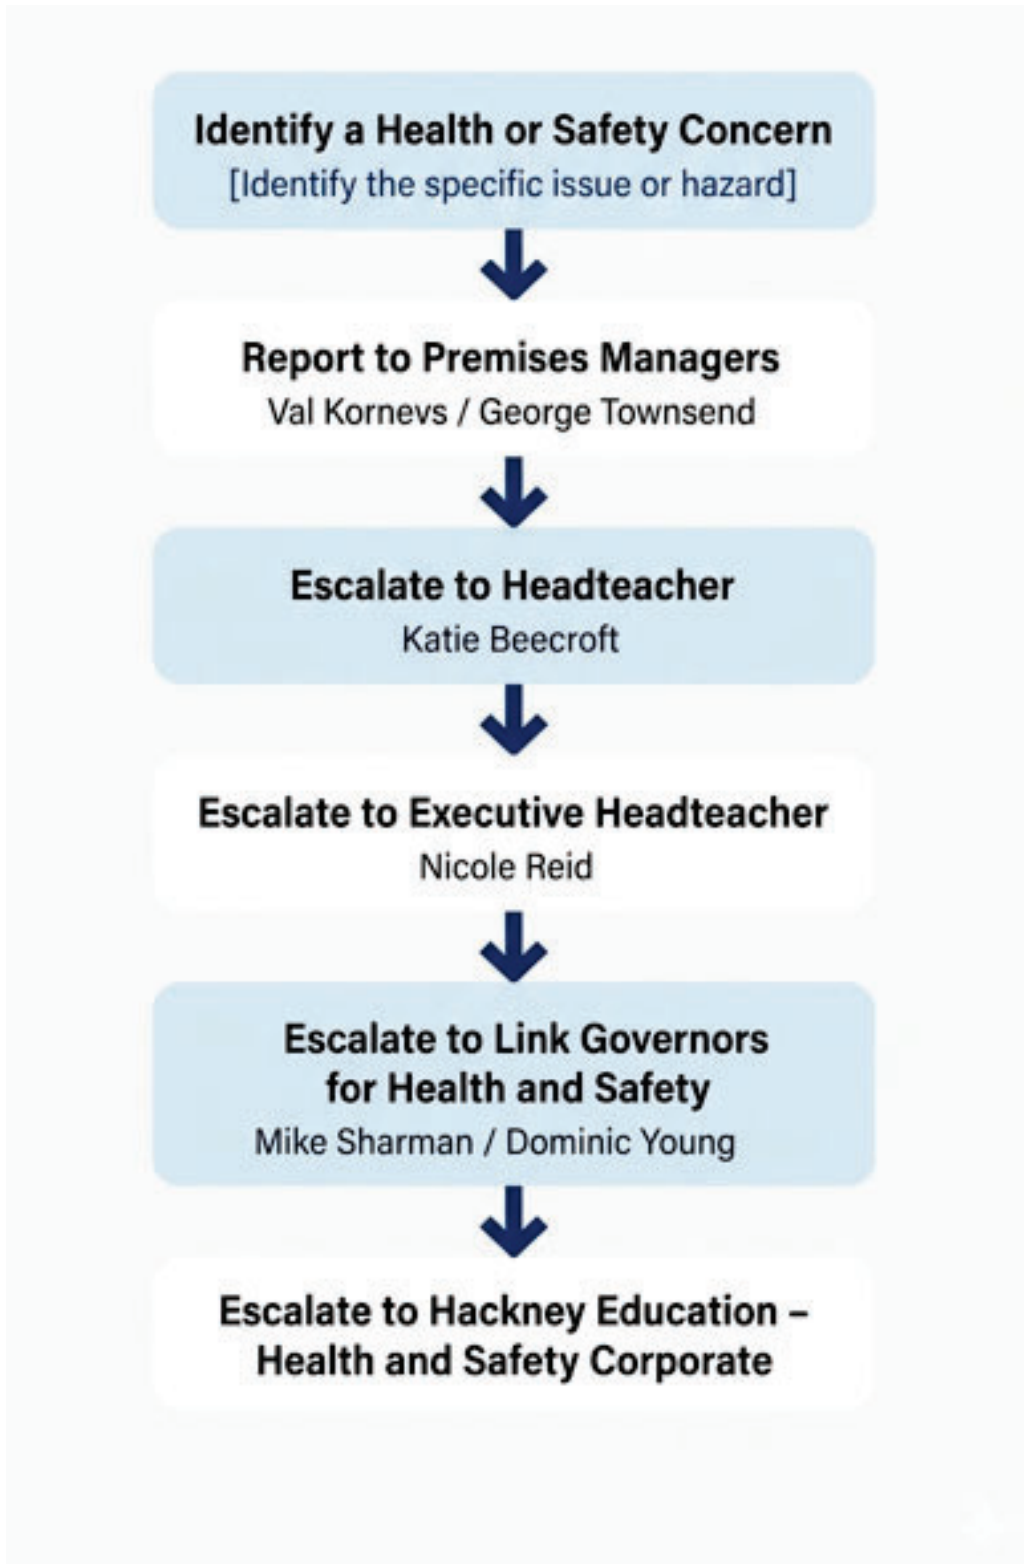 Identify a Health or Safety Concern
[Identify the specific issue or hazard]
Report to Premises Managers
Val Kornevs / George Townsend
Escalate to Headteacher
Katie Beecroft
Escalate to Executive Headteacher
Nicole Reid
Escalate to Link Governors
for Health and Safety
Mike Sharman / Dominic Young
Escalate to Hackney Education –
Health and Safety Corporate